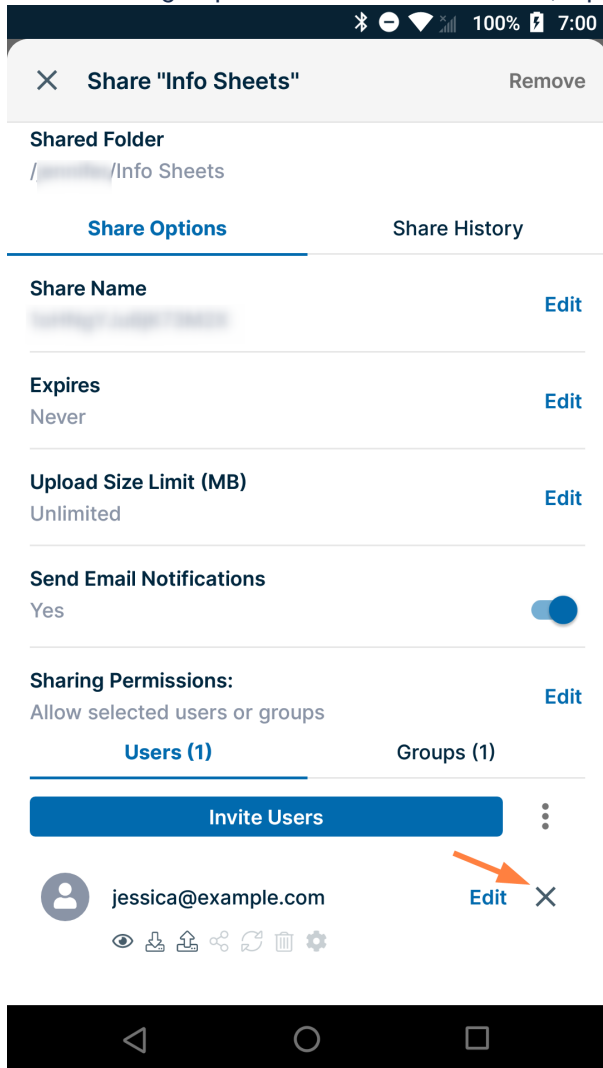 100% 7:00
Share "Info Sheets"
Remove
Shared Folder
/ /Info Sheets
Share Options
Share History
Share Name
Edit
Expires
Never
Edit
Upload Size Limit (MB)
Unlimited
Edit
Send Email Notifications
Yes
Sharing Permissions:
Allow selected users or groups
Edit
Users (1)
Groups (1)
Invite Users
jessica@example.com
Edit